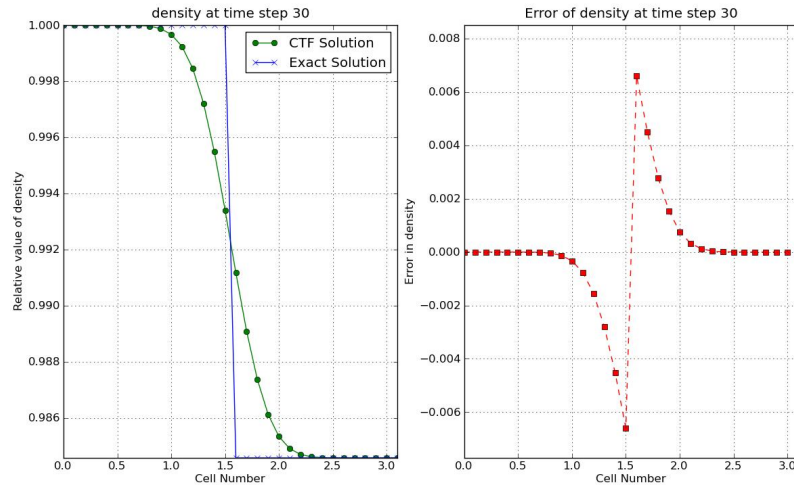 density at time step 30
1.000
0.998
0.996
0.994
0.992
0.990
0.988
0.986
Relative value of density
CTF Solution
Exact Solution
0.0 0.5 1.0 1.5 2.0 2.5 3.0
Cell Number
Error of density at time step 30
0.008
0.006
0.004
0.002
0.000
−0.002
−0.004
−0.006
Error in density
0.0 0.5 1.0 1.5 2.0 2.5 3.0
Cell Number